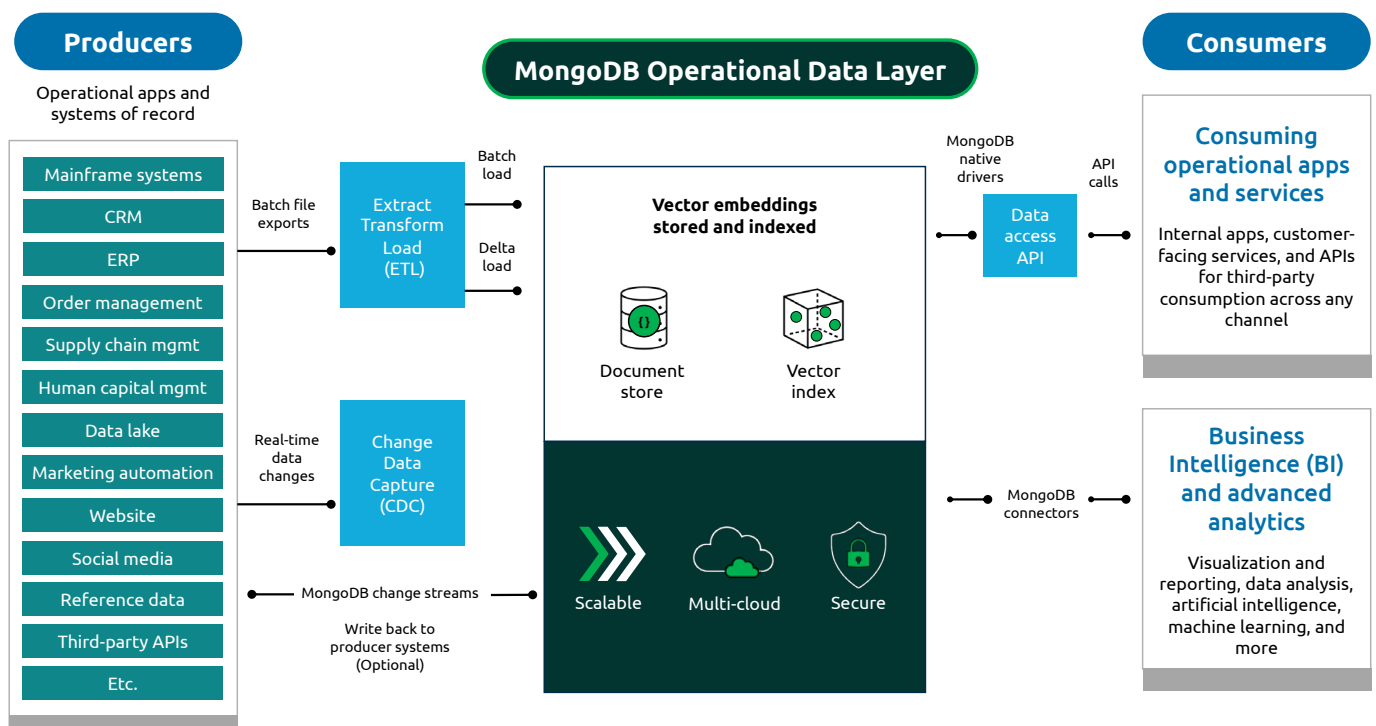 Producers
Operational apps and
systems of record
Mainframe systems
CRM
ERP
Order management
Supply chain mgmt
Human capital mgmt
Data lake
Marketing automation
Website
Social media
Reference data
Third-party APIs
Etc.
MongoDB Operational Data Layer
Batch file
exports
Extract
Transform
Load
(ETL)
Batch
load
Delta
load
Real-time
data
changes
Change
Data
Capture
(CDC)
MongoDB change streams
Write back to
producer systems
(Optional)
Vector embeddings
stored and indexed
{}
Document
store
Vector
index
Scalable
Multi-cloud
Secure
MongoDB
native
drivers
Data
access
API
API
calls
MongoDB
connectors
Consumers
Consuming
operational apps
and services
Internal apps, customer-
facing services, and APIs
for third-party
consumption across any
channel
Business
Intelligence (BI)
and advanced
analytics
Visualization and
reporting, data analysis,
artificial intelligence,
machine learning, and
more